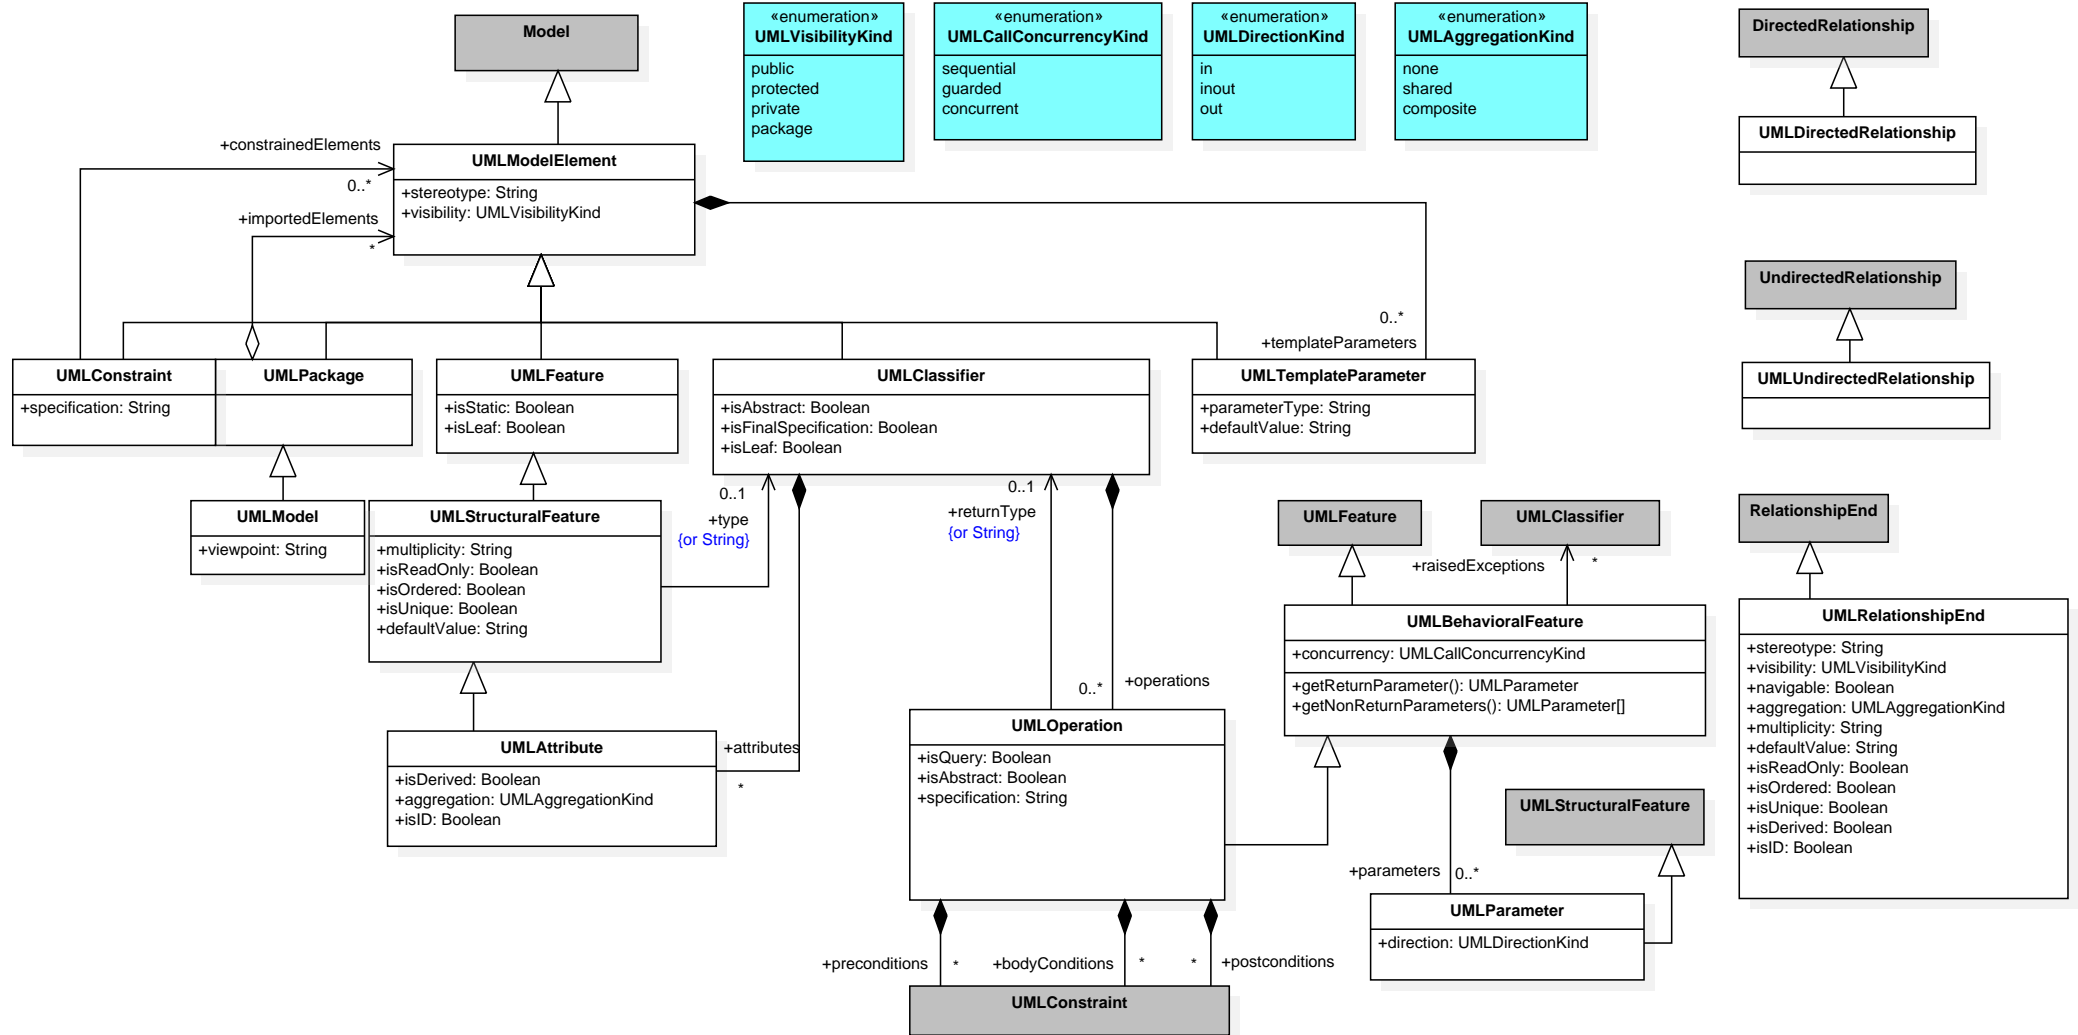 Model
«enumeration»
UMLVisibilityKind
public
protected
private
package
«enumeration»
UMLCallConcurrencyKind
sequential
guarded
concurrent
«enumeration»
UMLDirectionKind
in
inout
out
«enumeration»
UMLAggregationKind
none
shared
composite
DirectedRelationship
UMLDirectedRelationship
+constrainedElements
0..*
+importedElements
*
UMLModelElement
+stereotype: String
+visibility: UMLVisibilityKind
0..*
+templateParameters
UndirectedRelationship
UMLUndirectedRelationship
UMLConstraint
+specification: String
UMLPackage
UMLFeature
+isStatic: Boolean
+isLeaf: Boolean
UMLClassifier
+isAbstract: Boolean
+isFinalSpecification: Boolean
+isLeaf: Boolean
UMLTemplateParameter
+parameterType: String
+defaultValue: String
UMLModel
+viewpoint: String
UMLStructuralFeature
+multiplicity: String
+isReadOnly: Boolean
+isOrdered: Boolean
+isUnique: Boolean
+defaultValue: String
0..1
+type
{or String}
0..1
+returnType
{or String}
UMLFeature
UMLClassifier
+raisedExceptions
*
RelationshipEnd
UMLBehavioralFeature
+concurrency: UMLCallConcurrencyKind
+getReturnParameter(): UMLParameter
+getNonReturnParameters(): UMLParameter[]
UMLRelationshipEnd
+stereotype: String
+visibility: UMLVisibilityKind
+navigable: Boolean
+aggregation: UMLAggregationKind
+multiplicity: String
+defaultValue: String
+isReadOnly: Boolean
+isOrdered: Boolean
+isUnique: Boolean
+isDerived: Boolean
+isID: Boolean
0..*
+operations
UMLAttribute
+isDerived: Boolean
+aggregation: UMLAggregationKind
+isID: Boolean
+attributes
*
UMLOperation
+isQuery: Boolean
+isAbstract: Boolean
+specification: String
UMLStructuralFeature
+parameters
0..*
UMLParameter
+direction: UMLDirectionKind
+preconditions
*
+bodyConditions
*
*
+postconditions
UMLConstraint